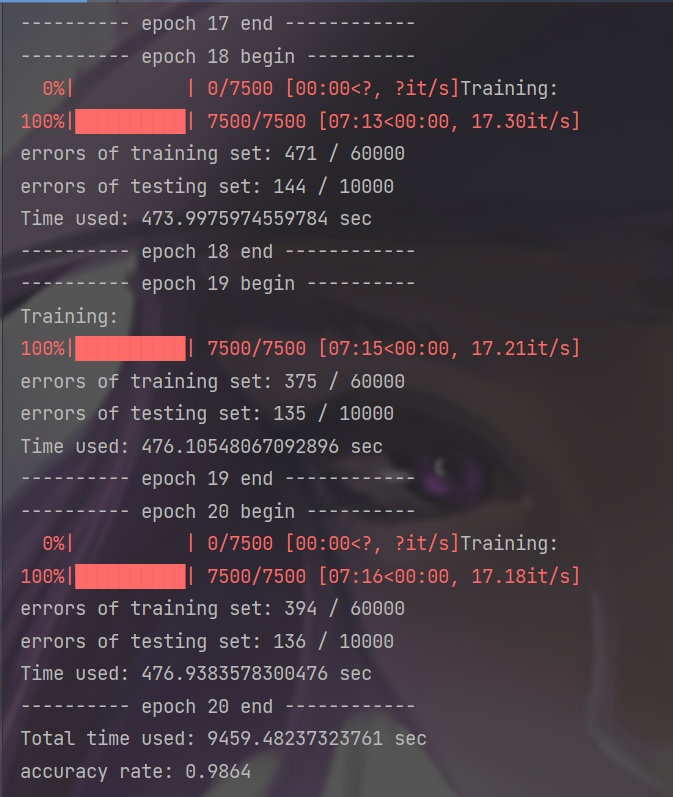 ---------- epoch 17 end ------------
---------- epoch 18 begin ----------
  0%|          | 0/7500 [00:00<?, ?it/s]Training:
100%|██████████| 7500/7500 [07:13<00:00, 17.30it/s]
errors of training set: 471 / 60000
errors of testing set: 144 / 10000
Time used: 473.9975974559784 sec
---------- epoch 18 end ------------
---------- epoch 19 begin ----------
Training:
100%|██████████| 7500/7500 [07:15<00:00, 17.21it/s]
errors of training set: 375 / 60000
errors of testing set: 135 / 10000
Time used: 476.10548067092896 sec
---------- epoch 19 end ------------
---------- epoch 20 begin ----------
  0%|          | 0/7500 [00:00<?, ?it/s]Training:
100%|██████████| 7500/7500 [07:16<00:00, 17.18it/s]
errors of training set: 394 / 60000
errors of testing set: 136 / 10000
Time used: 476.9383578300476 sec
---------- epoch 20 end ------------
Total time used: 9459.48237323761 sec
accuracy rate: 0.9864